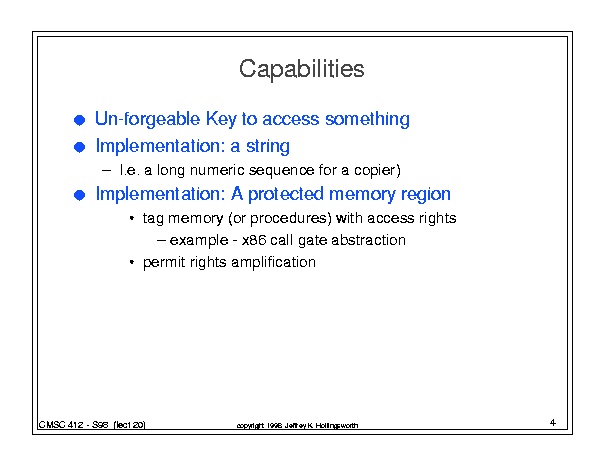 Capabilities
● Un-forgeable Key to access something
● Implementation: a string
– I.e. a long numeric sequence for a copier)
● Implementation: A protected memory region
• tag memory (or procedures) with access rights
– example - x86 call gate abstraction
• permit rights amplification
CMSC 412 - S98 (lect 20)
copyright 1998 Jeffrey K. Hollingsworth
4